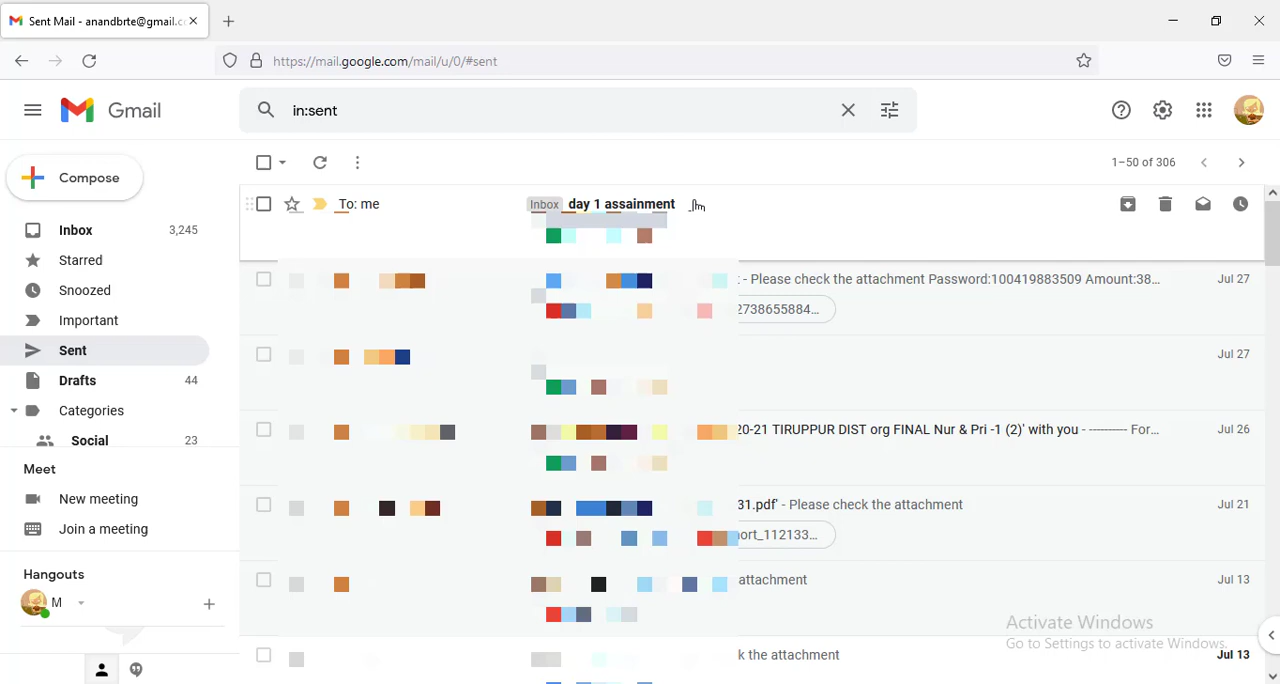 Sent Mail - anandbrte@gmail.c
https://mail.google.com/mail/u/0/#sent
Gmail
in:sent
Compose
1–50 of 306
Inbox 3,245
Starred
Snoozed
Important
Sent
Drafts 44
Categories
Social 23
Meet
New meeting
Join a meeting
Hangouts
M
To: me Inbox day 1 assainment
- Please check the attachment Password:100419883509 Amount:38... Jul 27
2738655884...
Jul 27
20-21 TIRUPPUR DIST org FINAL Nur & Pri -1 (2)' with you - ---------- For... Jul 26
31.pdf' - Please check the attachment Jul 21
ort_112133...
attachment Jul 13
k the attachment Jul 13
Activate Windows
Go to Settings to activate Windows.